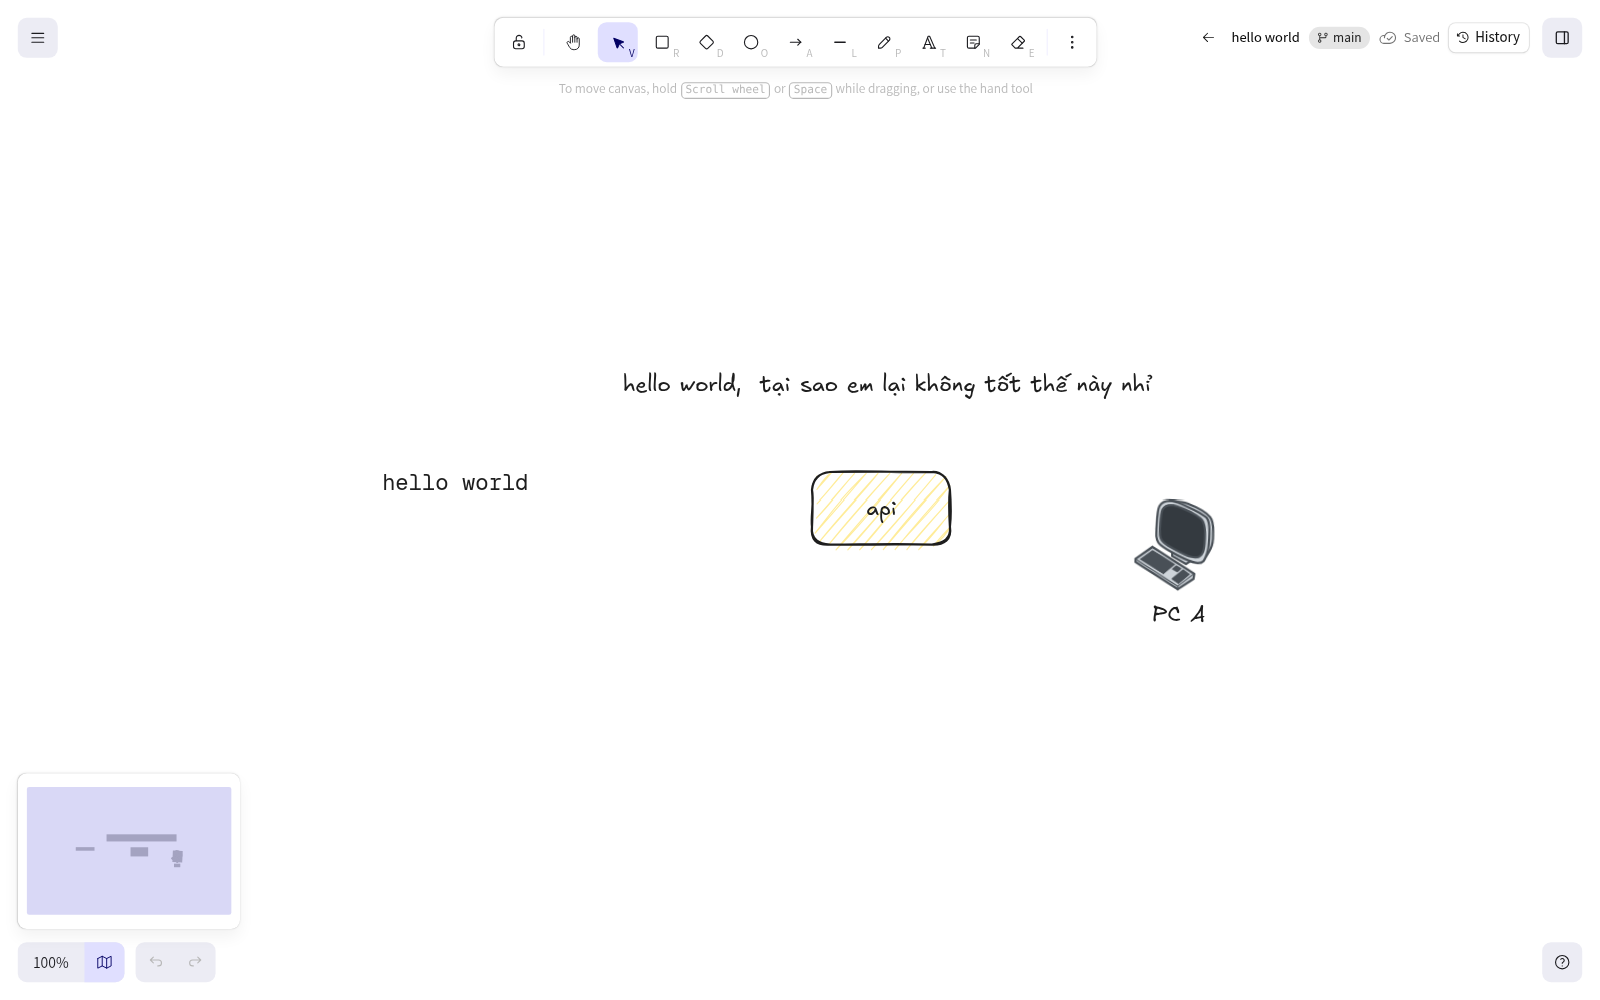 V
R
D
O
A
L
P
T
N
E
hello world
main
Saved
History
To move canvas, hold Scroll wheel or Space while dragging, or use the hand tool
hello world,  tại sao em lại không tốt thế này nhỉ
hello world
api
PC A
100%